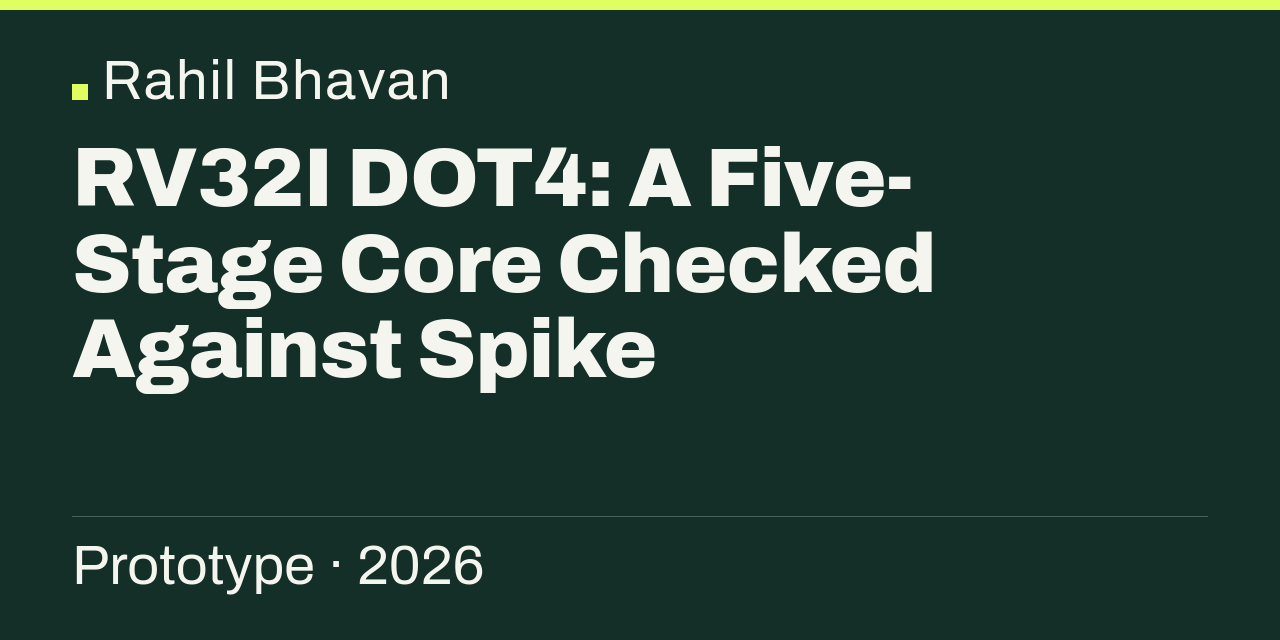 Rahil Bhavan
RV32I DOT4: A Five-
Stage Core Checked
Against Spike
Prototype · 2026